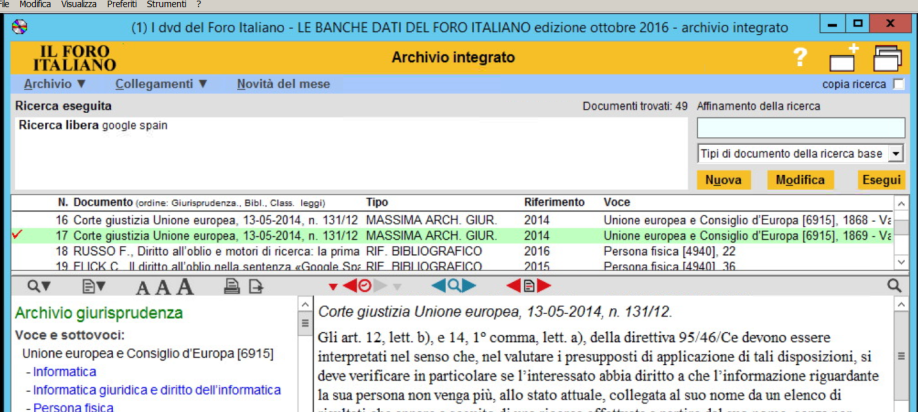 File Modifica Visualizza Preferiti Strumenti ?
(1) I dvd del Foro Italiano - LE BANCHE DATI DEL FORO ITALIANO edizione ottobre 2016 - archivio integrato
IL FORO
ITALIANO
Archivio integrato
?
Archivio ▼ Collegamenti ▼ Novità del mese copia ricerca
Ricerca eseguita Documenti trovati: 49 Affinamento della ricerca
Ricerca libera google spain
Tipi di documento della ricerca base
Nuova Modifica Esegui
N. Documento (ordine: Giurisprudenza., Bibl., Class. leggi) Tipo Riferimento Voce
16 Corte giustizia Unione europea, 13-05-2014, n. 131/12 MASSIMA ARCH. GIUR. 2014 Unione europea e Consiglio d'Europa [6915], 1868 - Va
17 Corte giustizia Unione europea, 13-05-2014, n. 131/12 MASSIMA ARCH. GIUR. 2014 Unione europea e Consiglio d'Europa [6915], 1869 - Va
18 RUSSO F., Diritto all'oblio e motori di ricerca: la prima RIF. BIBLIOGRAFICO 2016 Persona fisica [4940], 22
19 FLICK C., Il diritto all'oblio nella sentenza «Google Spa RIF. BIBLIOGRAFICO 2015 Persona fisica [4940], 36
A A A
Archivio giurisprudenza
Voce e sottovoci:
Unione europea e Consiglio d'Europa [6915]
- Informatica
- Informatica giuridica e diritto dell'informatica
- Persona fisica
Corte giustizia Unione europea, 13-05-2014, n. 131/12.
Gli art. 12, lett. b), e 14, 1° comma, lett. a), della direttiva 95/46/Ce devono essere
interpretati nel senso che, nel valutare i presupposti di applicazione di tali disposizioni, si
deve verificare in particolare se l'interessato abbia diritto a che l'informazione riguardante
la sua persona non venga più, allo stato attuale, collegata al suo nome da un elenco di